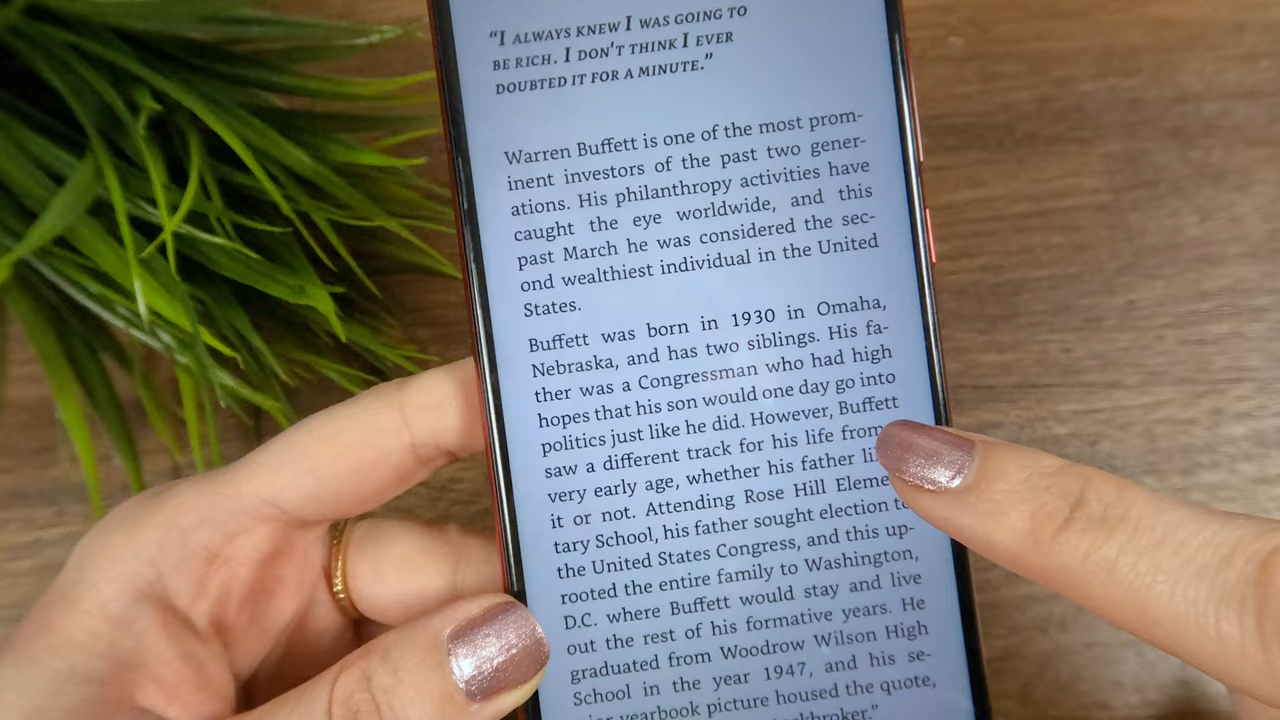 “I ALWAYS KNEW I WAS GOING TO
BE RICH. I DON'T THINK I EVER
DOUBTED IT FOR A MINUTE.”
Warren Buffett is one of the most prom-
inent investors of the past two gener-
ations. His philanthropy activities have
caught the eye worldwide, and this
past March he was considered the sec-
ond wealthiest individual in the United
States.
Buffett was born in 1930 in Omaha,
Nebraska, and has two siblings. His fa-
ther was a Congressman who had high
hopes that his son would one day go into
politics just like he did. However, Buffett
saw a different track for his life from
very early age, whether his father
it or not. Attending Rose Hill Eleme
tary School, his father sought election to
the United States Congress, and this up-
rooted the entire family to Washington,
D.C. where Buffett would stay and live
out the rest of his formative years. He
graduated from Woodrow Wilson High
School in the year 1947, and his se-
yearbook picture housed the quote,